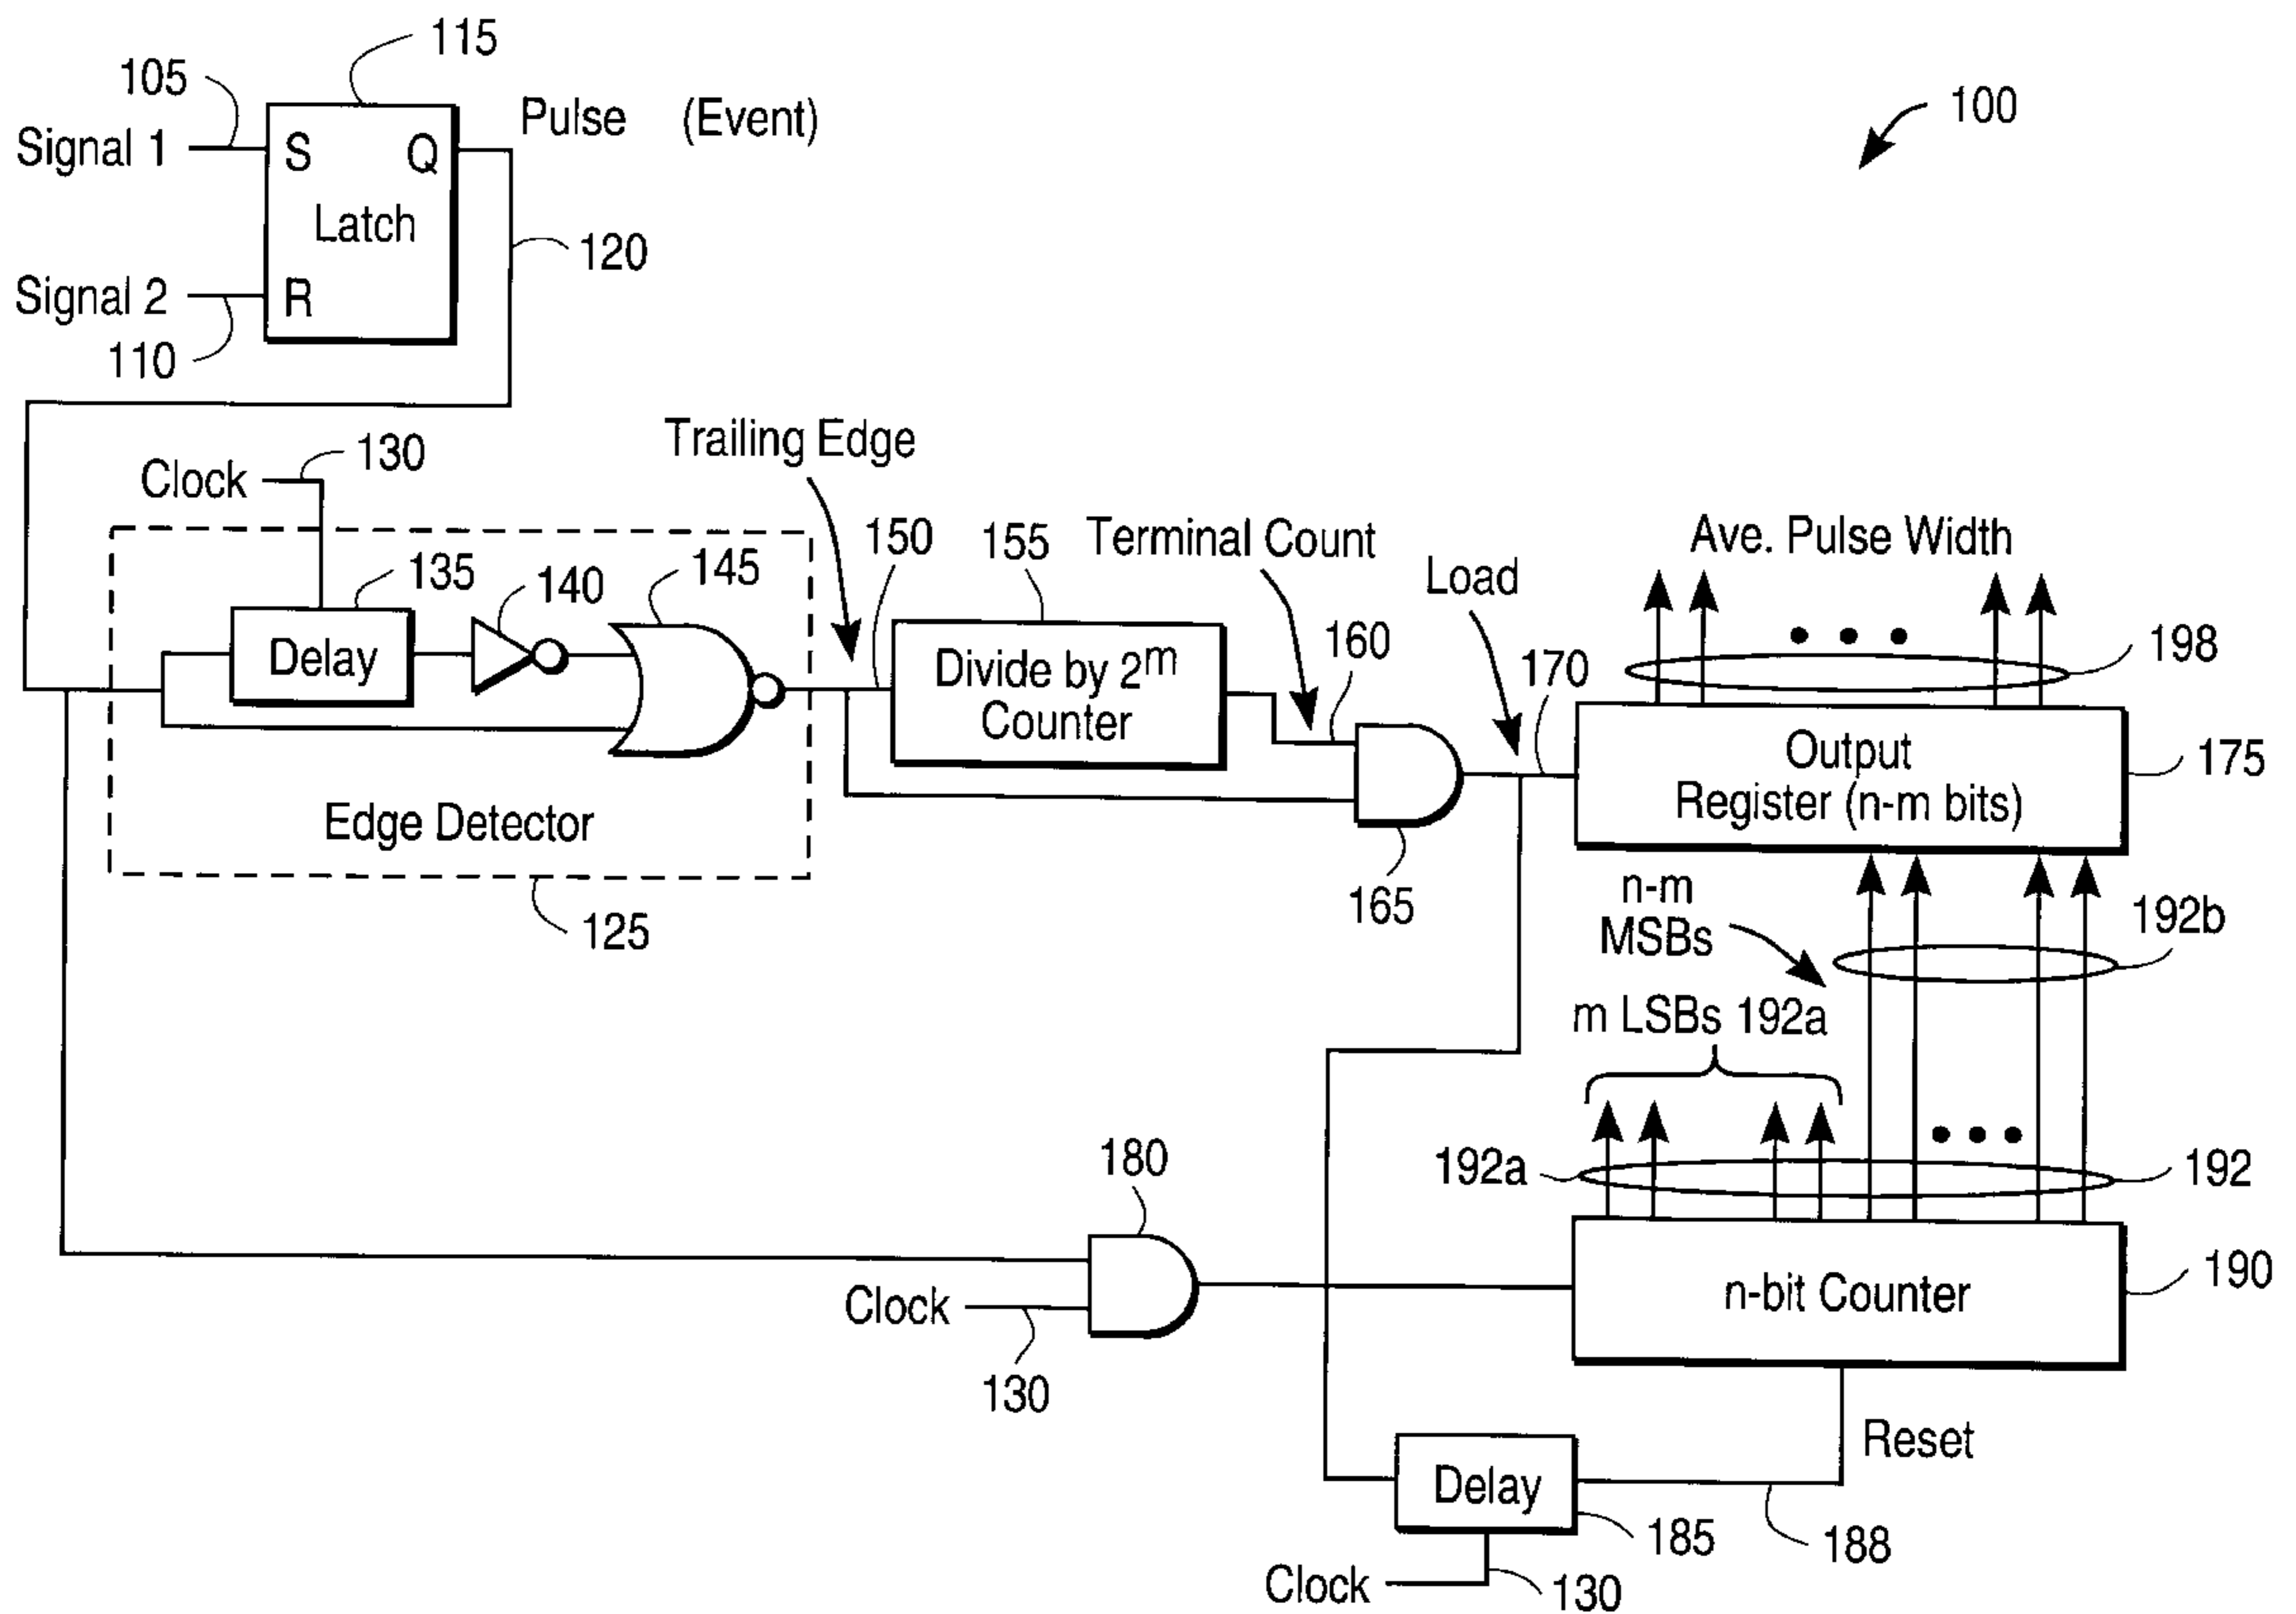 115
105
Pulse (Event)
100
Signal 1
S
Q
Latch
120
Signal 2
R
110
Trailing Edge
130
Clock
150
155
Terminal Count
Ave. Pulse Width
135
140
145
Load
160
170
198
Delay
Divide by 2^m
Counter
Output
Register (n-m bits)
175
Edge Detector
165
125
n-m
MSBs
192b
m LSBs 192a
180
192a
192
Clock
130
n-bit Counter
190
Reset
Delay
185
188
Clock
130